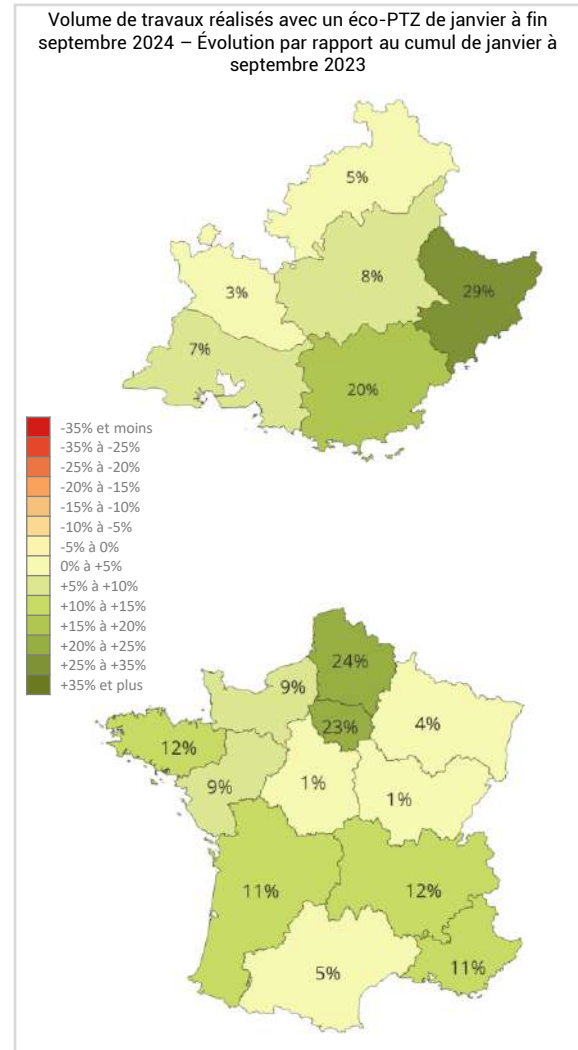 Volume de travaux réalisés avec un éco-PTZ de janvier à fin
septembre 2024 – Évolution par rapport au cumul de janvier à
septembre 2023
5%
8%
29%
3%
7%
20%
-35% et moins
-35% à -25%
-25% à -20%
-20% à -15%
-15% à -10%
-10% à -5%
-5% à 0%
0% à +5%
+5% à +10%
+10% à +15%
+15% à +20%
+20% à +25%
+25% à +35%
+35% et plus
24%
9%
23%
4%
12%
9%
1%
1%
11%
12%
11%
5%